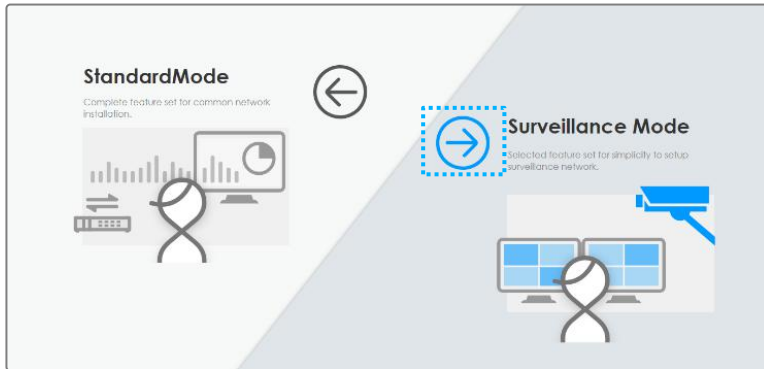 StandardMode
Complete feature set for common network
installation.
Surveillance Mode
Selected feature set for simplicity to setup
surveillance network.